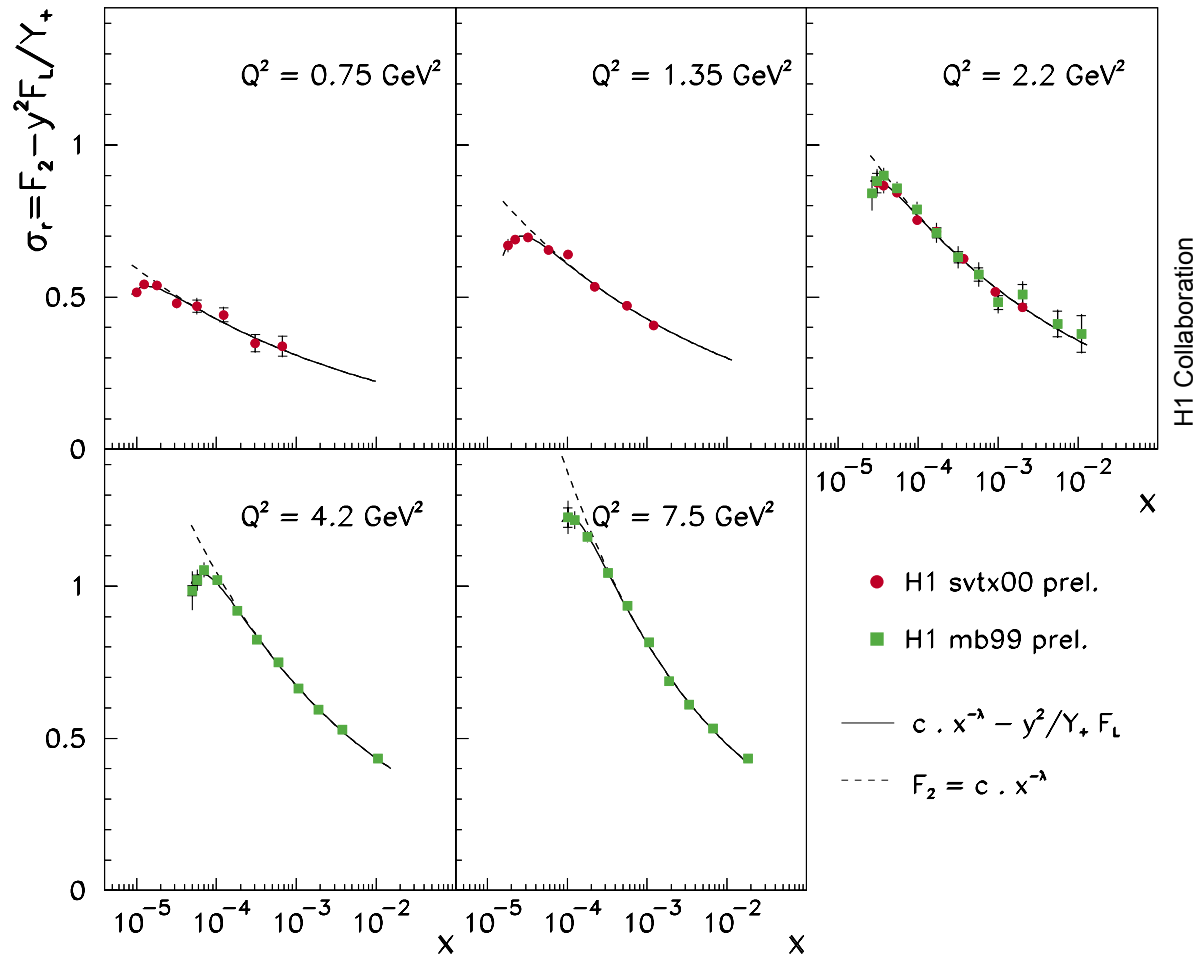 σᵣ=F₂−y²F_L/Y₊
Q² = 0.75 GeV²
Q² = 1.35 GeV²
Q² = 2.2 GeV²
1
0.5
0
H1 Collaboration
10⁻⁵ 10⁻⁴ 10⁻³ 10⁻²
x
Q² = 4.2 GeV²
Q² = 7.5 GeV²
1
0.5
0
H1 svtx00 prel.
H1 mb99 prel.
c . x^−λ − y²/Y₊ F_L
F₂ = c . x^−λ
10⁻⁵ 10⁻⁴ 10⁻³ 10⁻²
x
10⁻⁵ 10⁻⁴ 10⁻³ 10⁻²
x